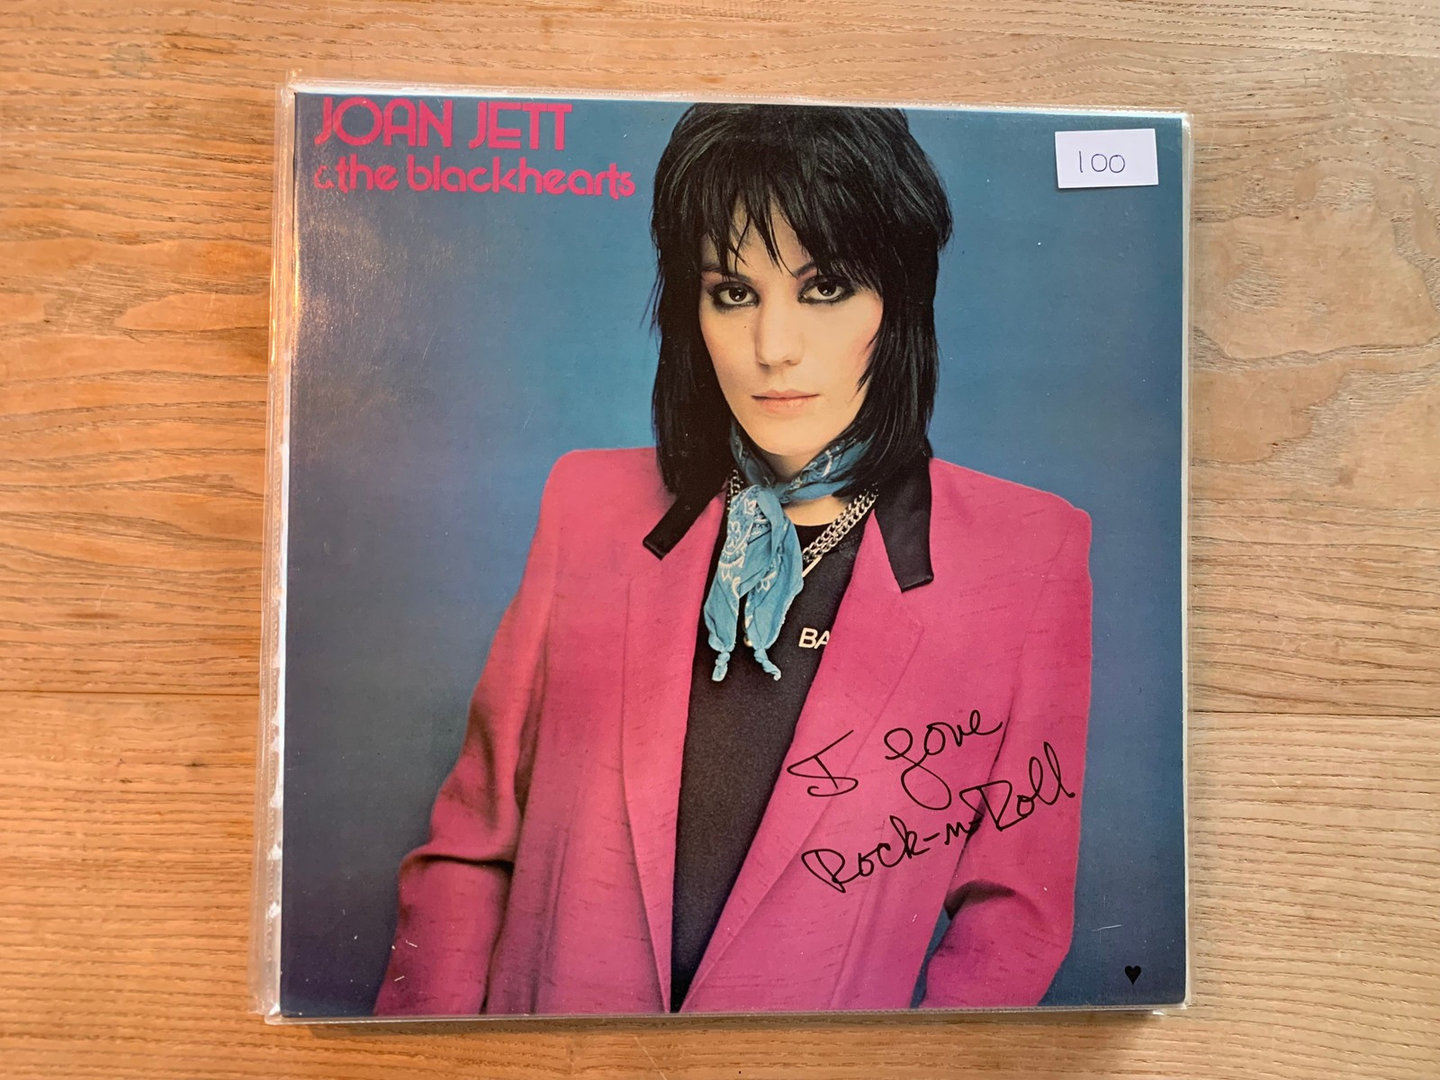 JOAN JETT
& the blackhearts
100
BA
I Love
Rock-n-Roll